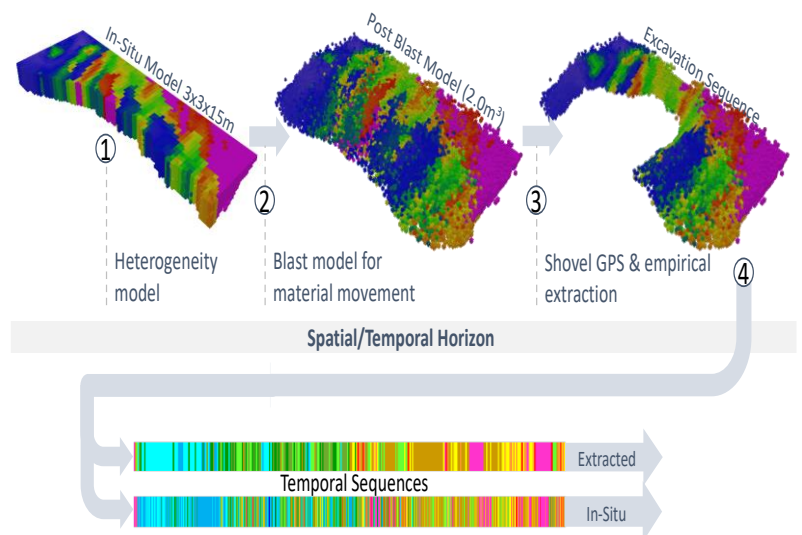 In-Situ Model 3x3x15m
Post Blast Model (2.0m³)
Excavation Sequence
①
②
③
④
Heterogeneity
model
Blast model for
material movement
Shovel GPS & empirical
extraction
Spatial/Temporal Horizon
Extracted
Temporal Sequences
In-Situ